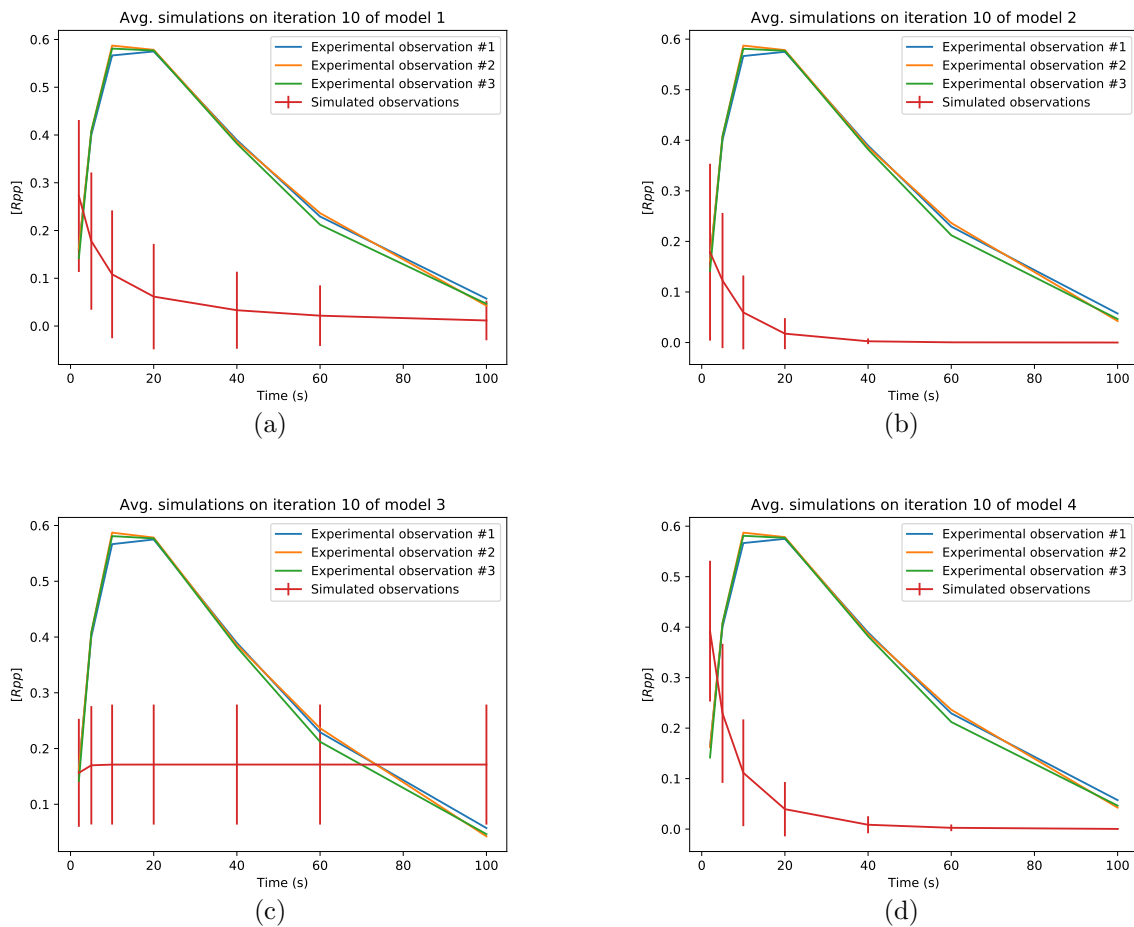 Avg. simulations on iteration 10 of model 1
Experimental observation #1
Experimental observation #2
Experimental observation #3
Simulated observations
[Rpp]
0.6
0.5
0.4
0.3
0.2
0.1
0.0
0 20 40 60 80 100
Time (s)
(a)
Avg. simulations on iteration 10 of model 2
Experimental observation #1
Experimental observation #2
Experimental observation #3
Simulated observations
[Rpp]
0.6
0.5
0.4
0.3
0.2
0.1
0.0
0 20 40 60 80 100
Time (s)
(b)
Avg. simulations on iteration 10 of model 3
Experimental observation #1
Experimental observation #2
Experimental observation #3
Simulated observations
[Rpp]
0.6
0.5
0.4
0.3
0.2
0.1
0 20 40 60 80 100
Time (s)
(c)
Avg. simulations on iteration 10 of model 4
Experimental observation #1
Experimental observation #2
Experimental observation #3
Simulated observations
[Rpp]
0.6
0.5
0.4
0.3
0.2
0.1
0.0
0 20 40 60 80 100
Time (s)
(d)